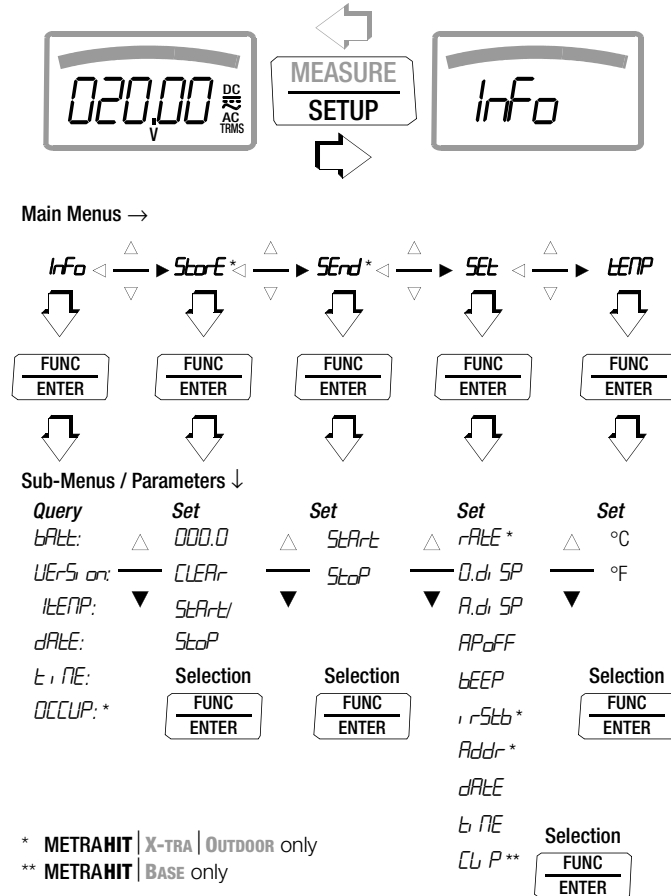 020.00 V DC AC TRMS
MEASURE
SETUP
InFo
Main Menus →
InFo StorE * SEnd * SEt tEMP
FUNC FUNC FUNC FUNC FUNC
ENTER ENTER ENTER ENTER ENTER
Sub-Menus / Parameters ↓
Query Set Set Set Set
bAtt: 000.0 StArt rAtE * °C
VErSion: CLEAr StoP 0.diSP °F
ItEMP: StArt/ A.diSP
dAtE: StoP APoFF
tiME: Selection Selection bEEP Selection
OCCUP: * FUNC FUNC irStb * FUNC
ENTER ENTER Addr * ENTER
dAtE
tiME
CLiP ** Selection
FUNC
ENTER
* METRAHIT | X-TRA | OUTDOOR only
** METRAHIT | BASE only